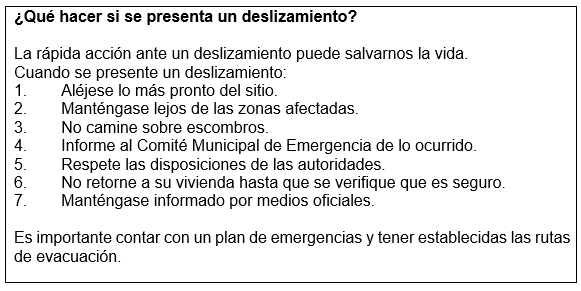 ¿Qué hacer si se presenta un deslizamiento?
La rápida acción ante un deslizamiento puede salvarnos la vida.
Cuando se presente un deslizamiento:
1. Aléjese lo más pronto del sitio.
2. Manténgase lejos de las zonas afectadas.
3. No camine sobre escombros.
4. Informe al Comité Municipal de Emergencia de lo ocurrido.
5. Respete las disposiciones de las autoridades.
6. No retorne a su vivienda hasta que se verifique que es seguro.
7. Manténgase informado por medios oficiales.
Es importante contar con un plan de emergencias y tener establecidas las rutas
de evacuación.